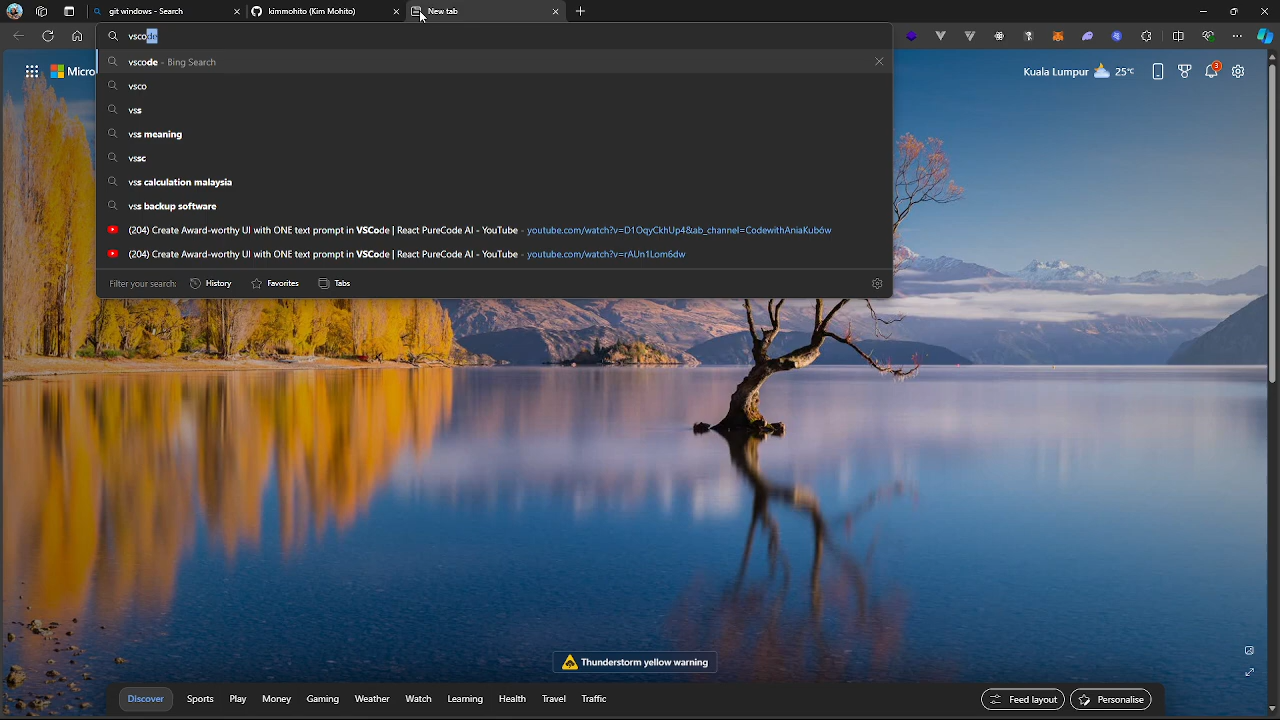 git windows - Search
kimmohito (Kim Mohito)
New tab
vscode
vscode - Bing Search
vsco
vss
vss meaning
vssc
vss calculation malaysia
vss backup software
(204) Create Award-worthy UI with ONE text prompt in VSCode | React PureCode AI - YouTube - youtube.com/watch?v=D1OqyCkhUp4&ab_channel=CodewithAniaKubów
(204) Create Award-worthy UI with ONE text prompt in VSCode | React PureCode AI - YouTube - youtube.com/watch?v=rAUn1Lom6dw
Filter your search: History Favorites Tabs
Micro
Kuala Lumpur 25°C
3
Thunderstorm yellow warning
Discover Sports Play Money Gaming Weather Watch Learning Health Travel Traffic
Feed layout Personalise